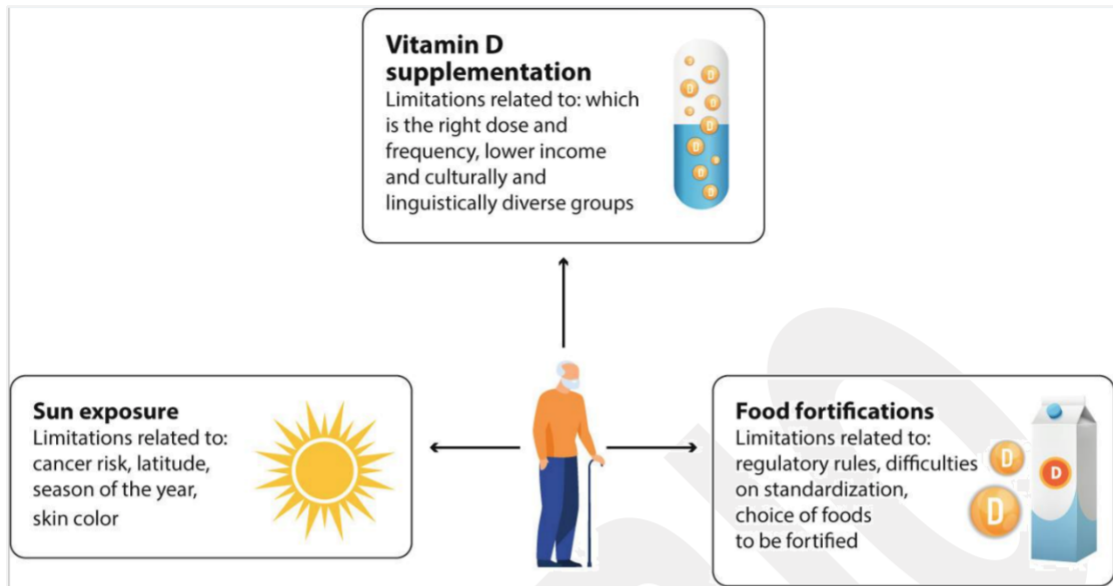 Vitamin D
supplementation
Limitations related to: which
is the right dose and
frequency, lower income
and culturally and
linguistically diverse groups
D
D
D
D
D
D
D
Sun exposure
Limitations related to:
cancer risk, latitude,
season of the year,
skin color
Food fortifications
Limitations related to:
regulatory rules, difficulties
on standardization,
choice of foods
to be fortified
D
D
D